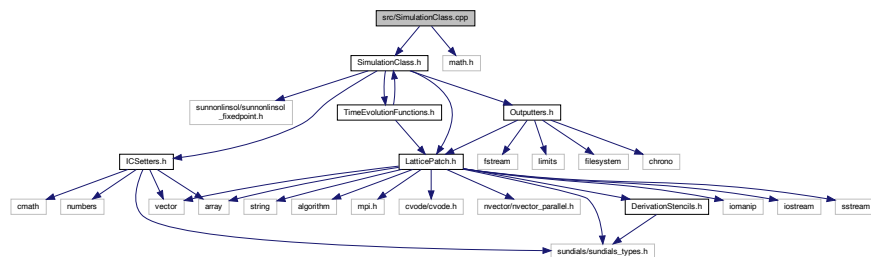 src/SimulationClass.cpp
SimulationClass.h
math.h
sunnonlinsol/sunnonlinsol
_fixedpoint.h
TimeEvolutionFunctions.h
Outputters.h
ICSetters.h
LatticePatch.h
fstream
limits
filesystem
chrono
cmath
numbers
vector
array
string
algorithm
mpi.h
cvode/cvode.h
nvector/nvector_parallel.h
DerivationStencils.h
iomanip
iostream
sstream
sundials/sundials_types.h